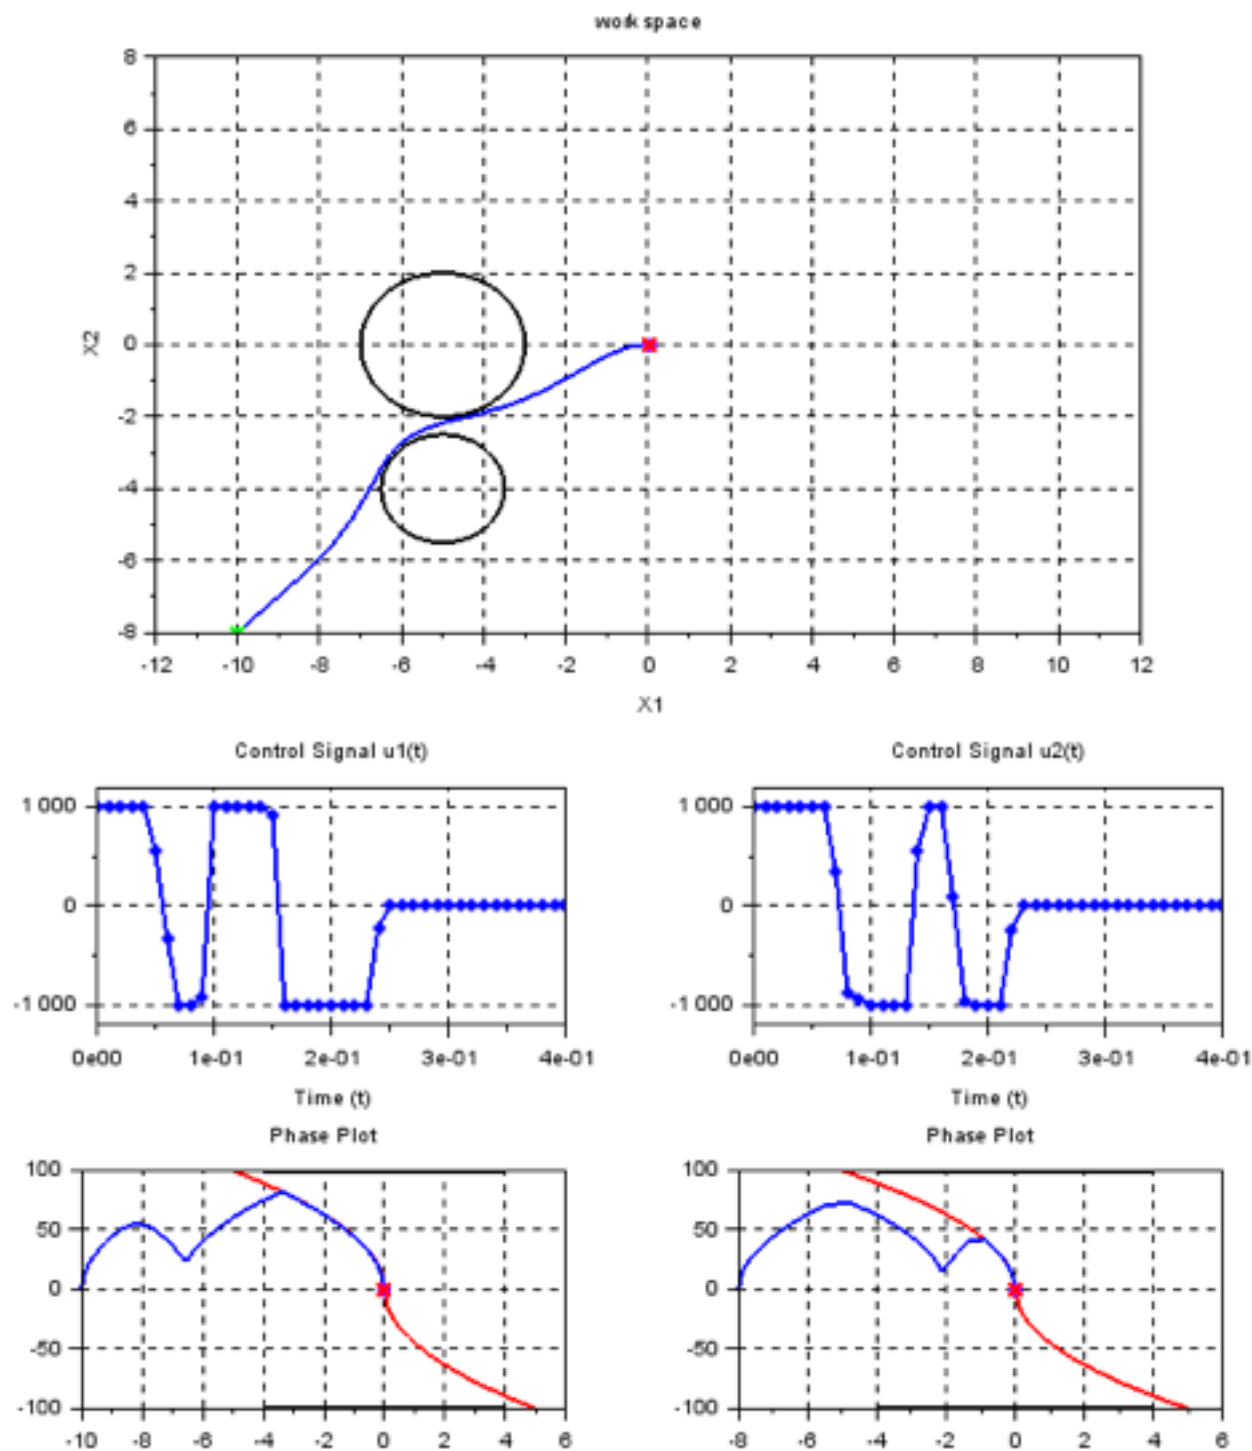 work space
8
6
4
2
0
-2
-4
-6
-8
X2
-12 -10 -8 -6 -4 -2 0 2 4 6 8 10 12
X1
Control Signal u1(t)
1 000
0
-1 000
0e00 1e-01 2e-01 3e-01 4e-01
Time (t)
Control Signal u2(t)
1 000
0
-1 000
0e00 1e-01 2e-01 3e-01 4e-01
Time (t)
Phase Plot
100
50
0
-50
-100
-10 -8 -6 -4 -2 0 2 4 6
Phase Plot
100
50
0
-50
-100
-8 -6 -4 -2 0 2 4 6